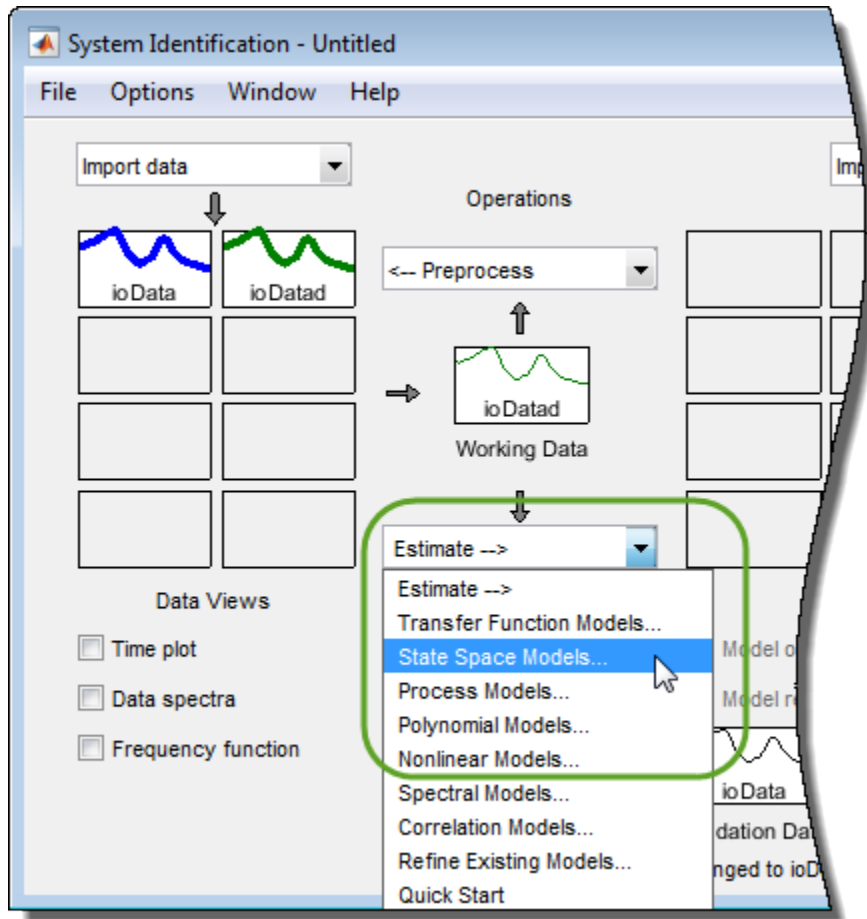 System Identification - Untitled
File Options Window Help
Import data
Operations
ioData
ioDatad
<-- Preprocess
ioDatad
Working Data
Estimate -->
Estimate -->
Transfer Function Models...
State Space Models...
Process Models...
Polynomial Models...
Nonlinear Models...
Spectral Models...
Correlation Models...
Refine Existing Models...
Quick Start
Data Views
Time plot
Data spectra
Frequency function
Model
Model
ioData